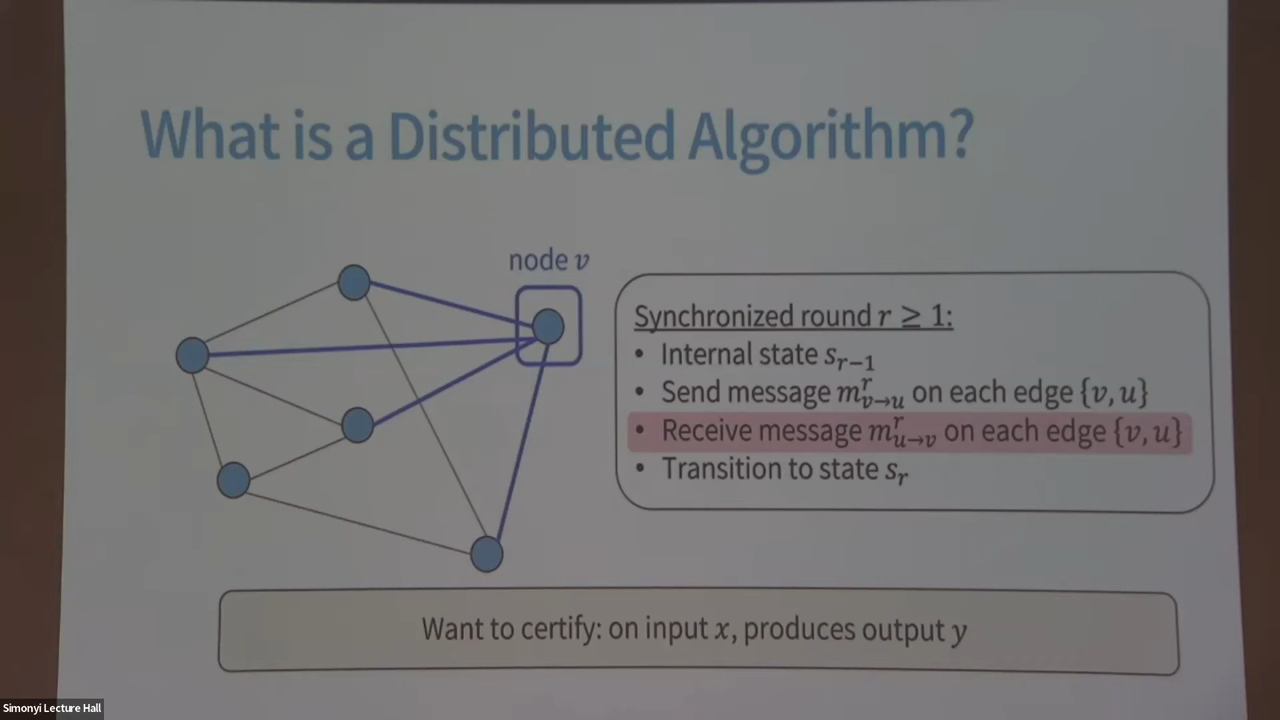 What is a Distributed Algorithm?
node v
Synchronized round r ≥ 1:
• Internal state s_{r−1}
• Send message m^r_{v→u} on each edge {v, u}
• Receive message m^r_{u→v} on each edge {v, u}
• Transition to state s_r
Want to certify: on input x, produces output y
Simonyi Lecture Hall